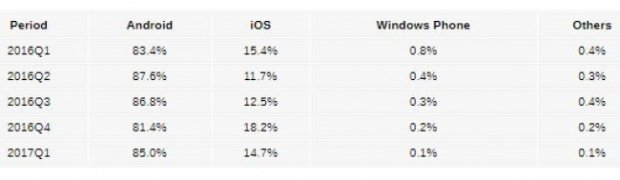 Period Android iOS Windows Phone Others
2016Q1 83.4% 15.4% 0.8% 0.4%
2016Q2 87.6% 11.7% 0.4% 0.3%
2016Q3 86.8% 12.5% 0.3% 0.4%
2016Q4 81.4% 18.2% 0.2% 0.2%
2017Q1 85.0% 14.7% 0.1% 0.1%